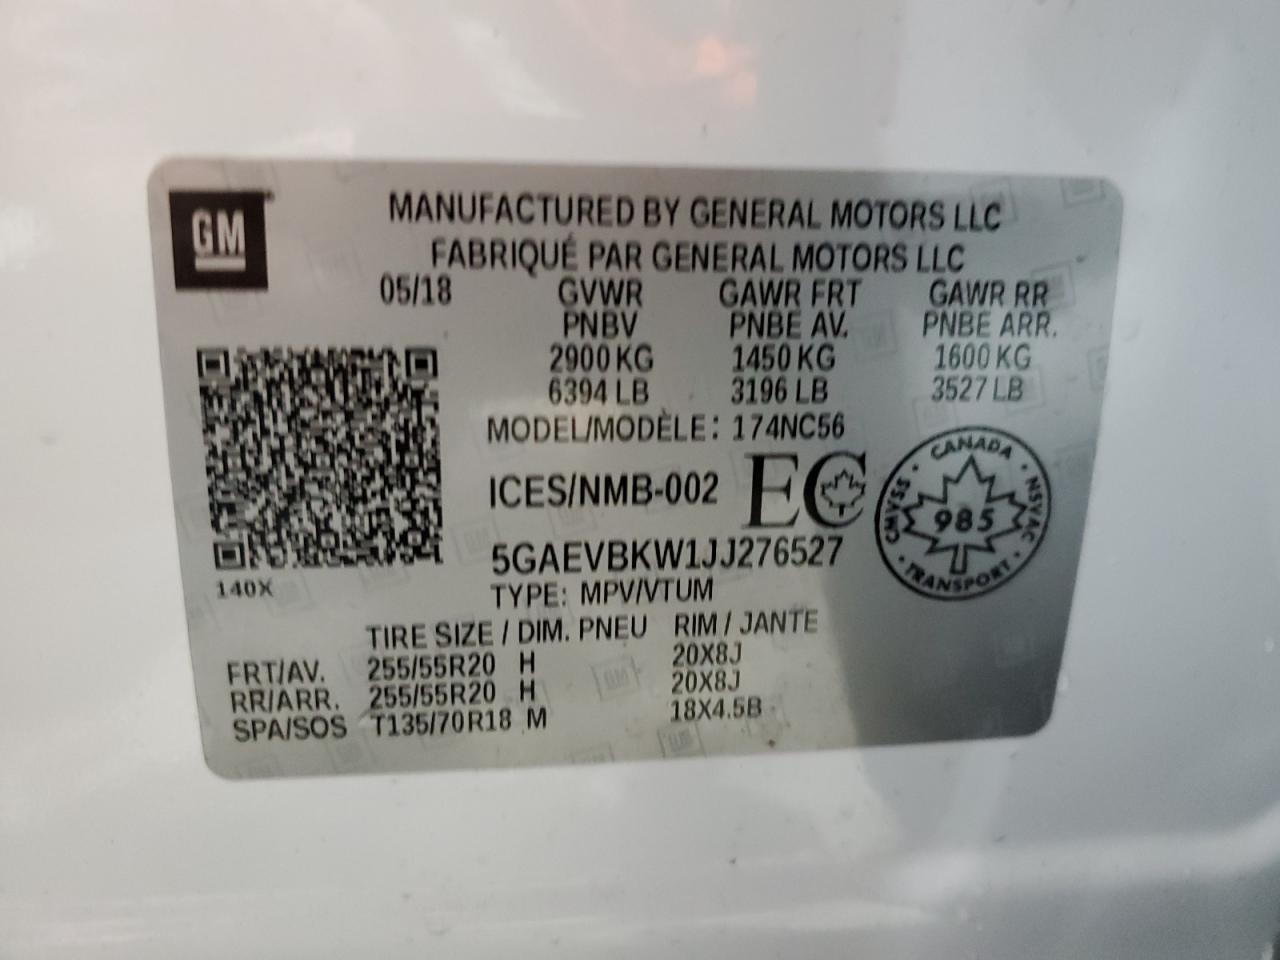 GM
MANUFACTURED BY GENERAL MOTORS LLC
FABRIQUÉ PAR GENERAL MOTORS LLC
05/18 GVWR GAWR FRT GAWR RR
PNBV PNBE AV. PNBE ARR.
2900 KG 1450 KG 1600 KG
6394 LB 3196 LB 3527 LB
MODEL/MODÈLE: 174NC56
ICES/NMB-002 EC
CANADA
CMVSS 985 NSVAC
TRANSPORT
5GAEVBKW1JJ276527
140X
TYPE: MPV/VTUM
TIRE SIZE / DIM. PNEU RIM / JANTE
FRT/AV. 255/55R20 H 20X8J
RR/ARR. 255/55R20 H 20X8J
SPA/SOS T135/70R18 M 18X4.5B